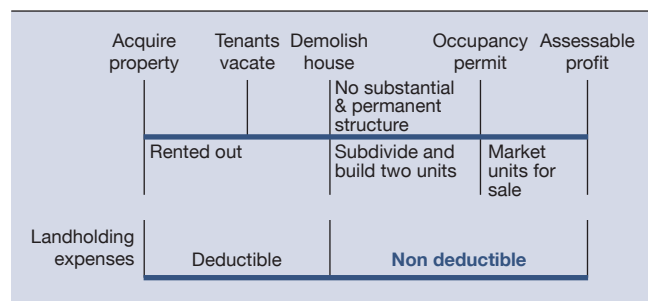 Acquire property
Tenants vacate
Demolish house
Occupancy permit
Assessable profit
No substantial
& permanent
structure
Rented out
Subdivide and
build two units
Market
units for
sale
Landholding
expenses
Deductible
Non deductible